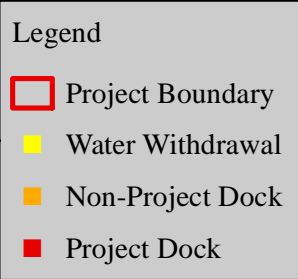 Legend
Project Boundary
Water Withdrawal
Non-Project Dock
Project Dock